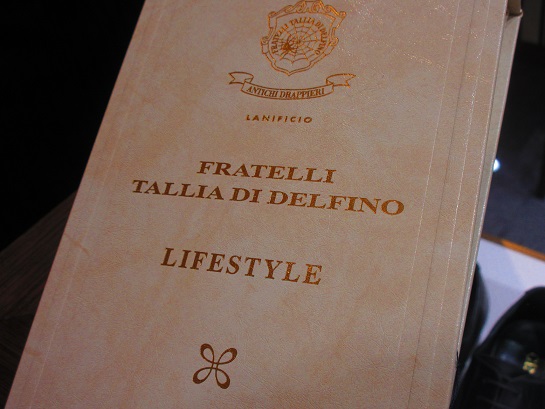 FRATELLI TALLIA DI DELFINO
ANTICHI DRAPPIERI
LANIFICIO
FRATELLI
TALLIA DI DELFINO
LIFESTYLE